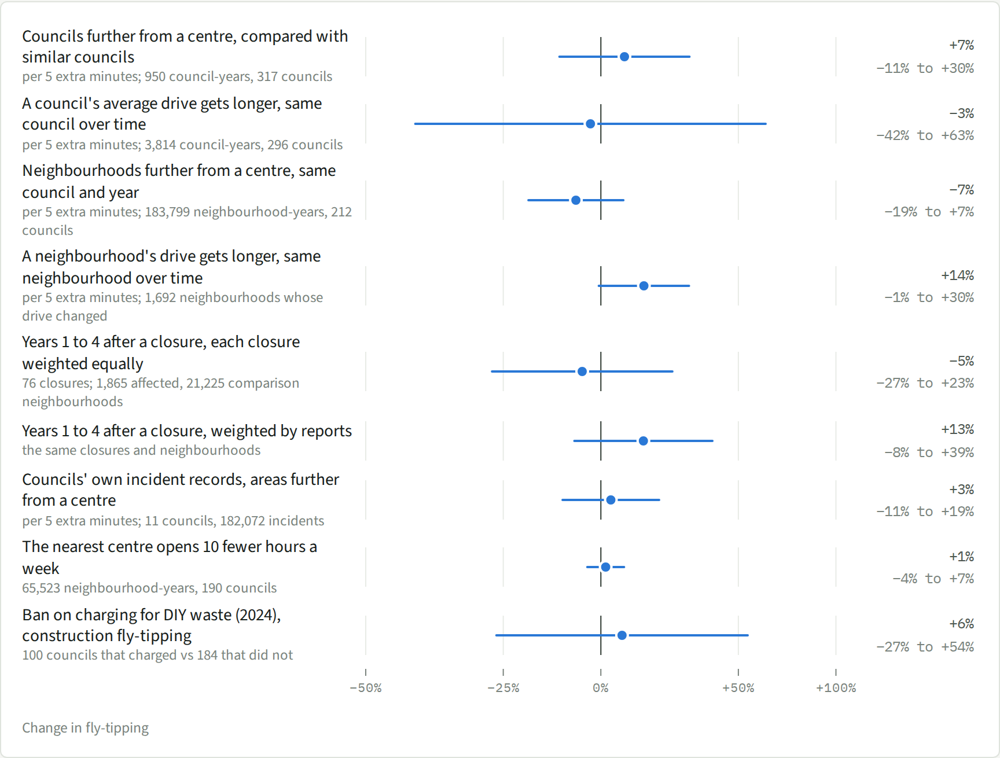 Councils further from a centre, compared with
similar councils
per 5 extra minutes; 950 council-years, 317 councils
+7%
−11% to +30%
A council's average drive gets longer, same
council over time
per 5 extra minutes; 3,814 council-years, 296 councils
−3%
−42% to +63%
Neighbourhoods further from a centre, same
council and year
per 5 extra minutes; 183,799 neighbourhood-years, 212
councils
−7%
−19% to +7%
A neighbourhood's drive gets longer, same
neighbourhood over time
per 5 extra minutes; 1,692 neighbourhoods whose
drive changed
+14%
−1% to +30%
Years 1 to 4 after a closure, each closure
weighted equally
76 closures; 1,865 affected, 21,225 comparison
neighbourhoods
−5%
−27% to +23%
Years 1 to 4 after a closure, weighted by reports
the same closures and neighbourhoods
+13%
−8% to +39%
Councils' own incident records, areas further
from a centre
per 5 extra minutes; 11 councils, 182,072 incidents
+3%
−11% to +19%
The nearest centre opens 10 fewer hours a
week
65,523 neighbourhood-years, 190 councils
+1%
−4% to +7%
Ban on charging for DIY waste (2024),
construction fly-tipping
100 councils that charged vs 184 that did not
+6%
−27% to +54%
−50% −25% 0% +50% +100%
Change in fly-tipping